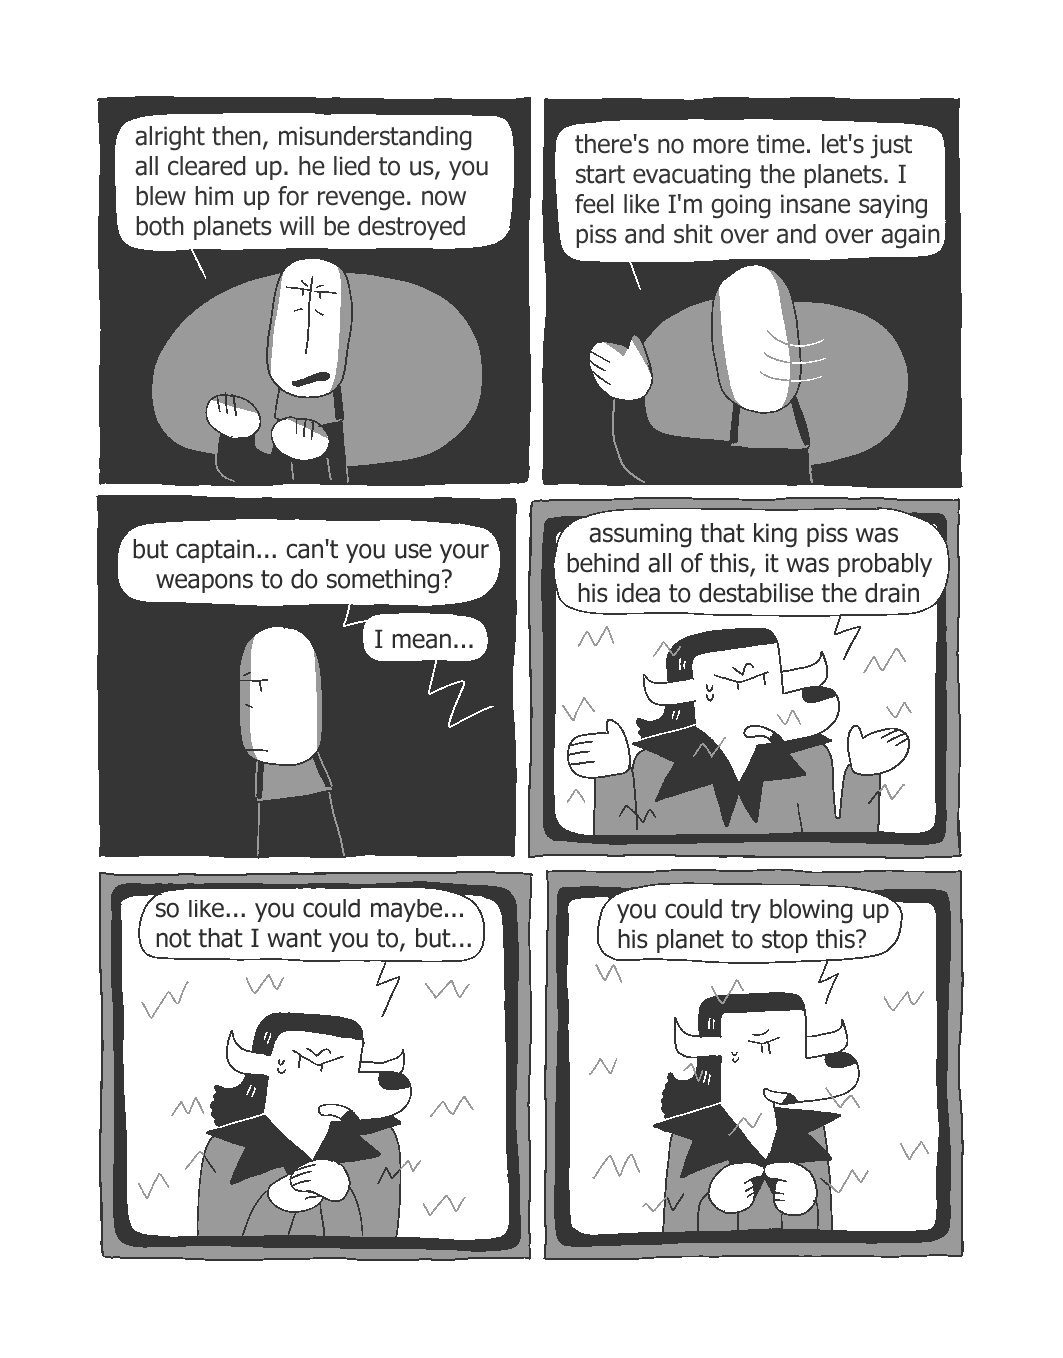 alright then, misunderstanding
all cleared up. he lied to us, you
blew him up for revenge. now
both planets will be destroyed
there's no more time. let's just
start evacuating the planets. I
feel like I'm going insane saying
piss and shit over and over again
but captain... can't you use your
weapons to do something?
I mean...
assuming that king piss was
behind all of this, it was probably
his idea to destabilise the drain
so like... you could maybe...
not that I want you to, but...
you could try blowing up
his planet to stop this?